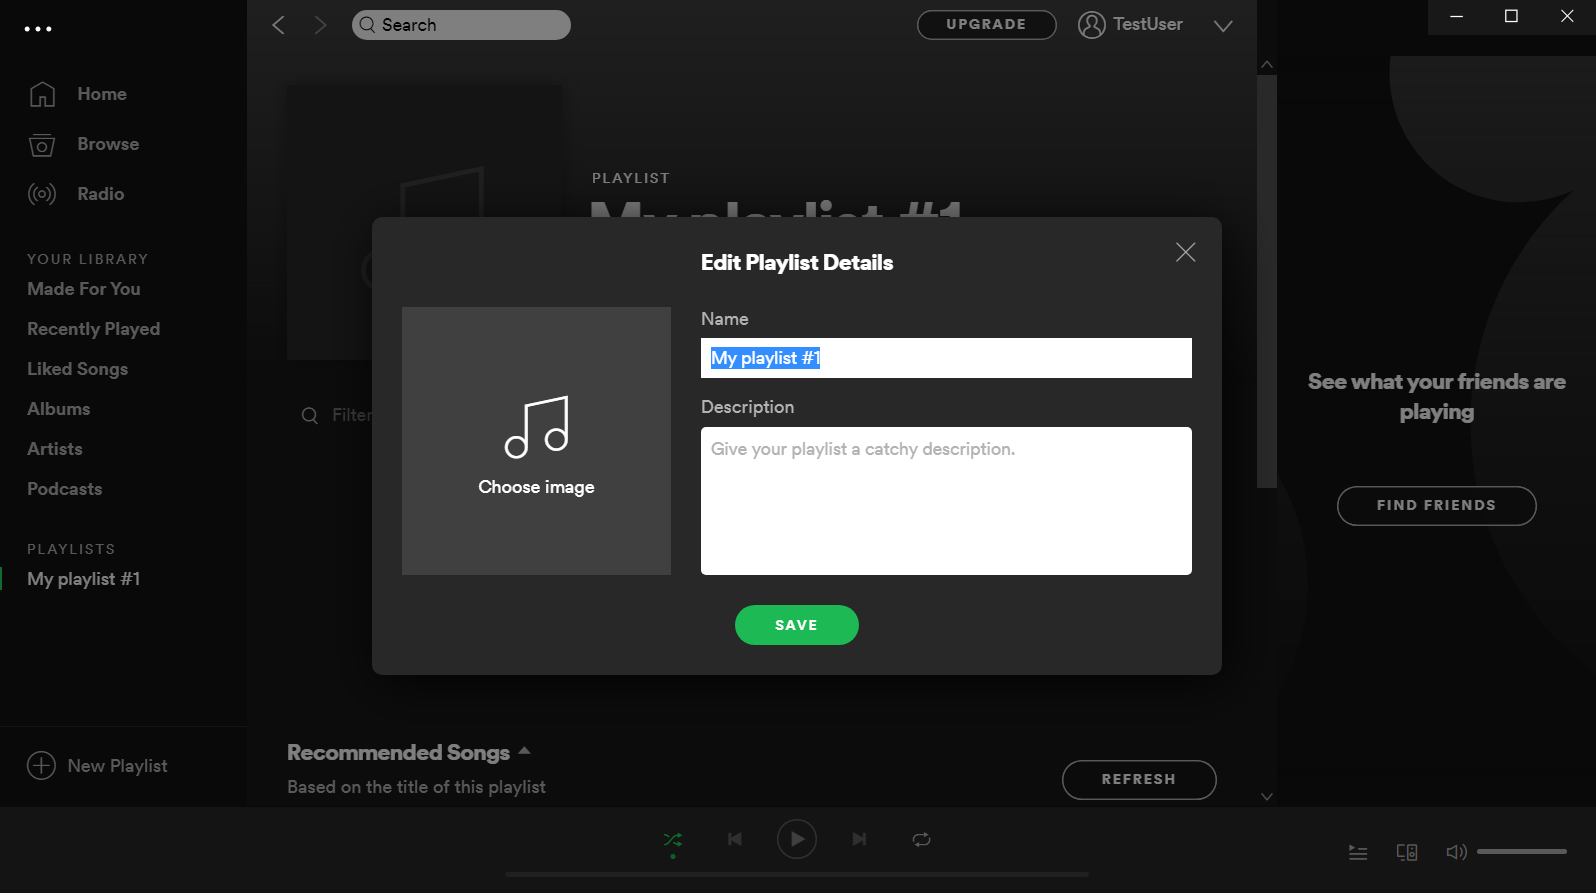 Search
UPGRADE
TestUser
Home
Browse
Radio
YOUR LIBRARY
Made For You
Recently Played
Liked Songs
Albums
Artists
Podcasts
PLAYLISTS
My playlist #1
New Playlist
PLAYLIST
My playlist #1
Filter
Edit Playlist Details
Choose image
Name
My playlist #1
Description
Give your playlist a catchy description.
SAVE
Recommended Songs
Based on the title of this playlist
REFRESH
See what your friends are
playing
FIND FRIENDS